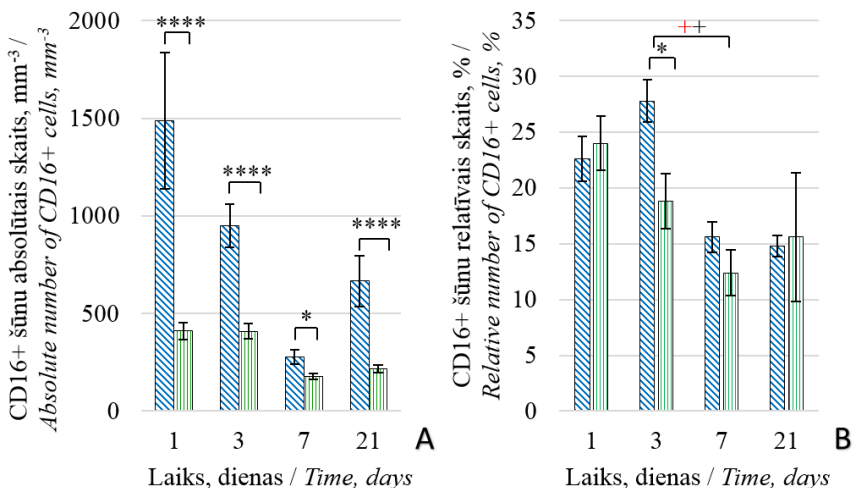 CD16+ šūnu absolūtais skaits, mm⁻³ /
Absolute number of CD16+ cells, mm⁻³
2000
1500
1000
500
0
****
****
*
****
1 3 7 21
A
Laiks, dienas / Time, days
CD16+ šūnu relatīvais skaits, % /
Relative number of CD16+ cells, %
35
30
25
20
15
10
5
0
++
*
1 3 7 21
B
Laiks, dienas / Time, days